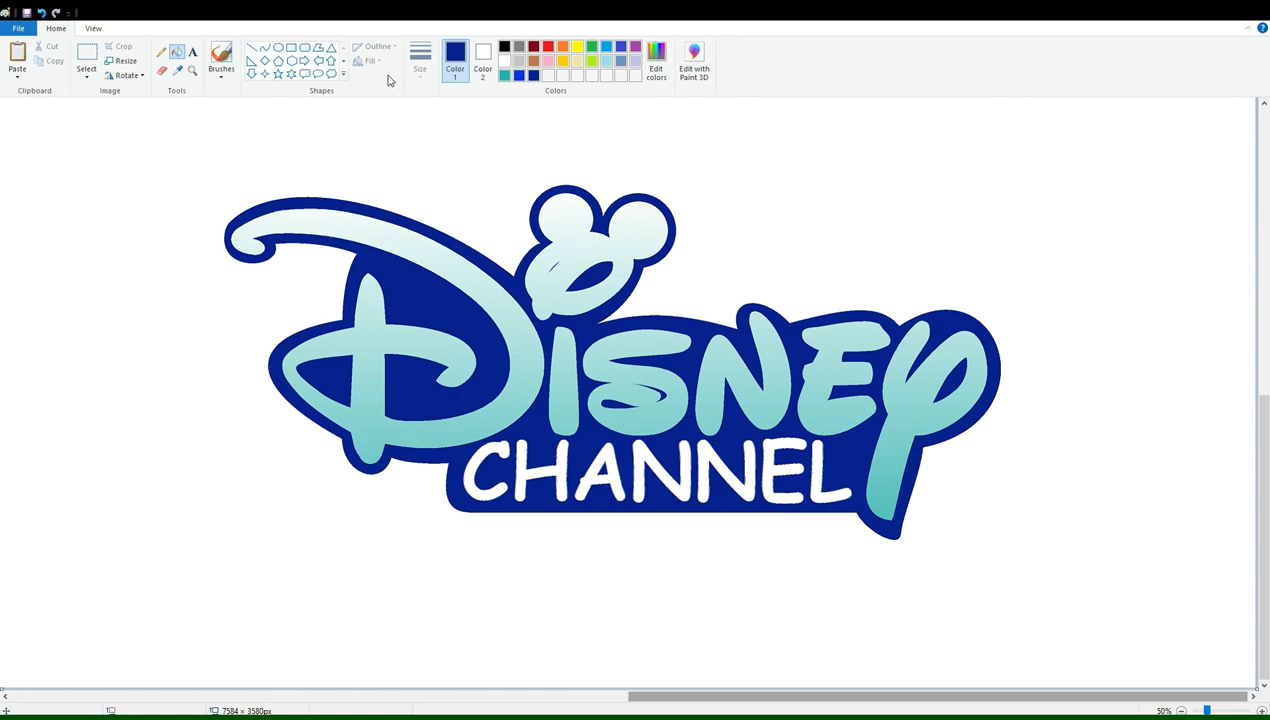 File Home View
Paste Cut Copy
Clipboard
Select Crop Resize Rotate
Image
A
Tools
Brushes
Shapes
Outline Fill
Size
Color 1
Color 2
Edit colors
Colors
Edit with Paint 3D
DISNEY
CHANNEL
7584 × 3580px
50%